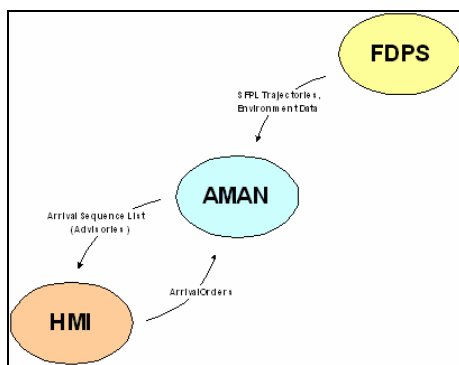 FDPS
SFPL Trajectories,
Environment Data
AMAN
Arrival Sequence List
(Advisories)
ArrivalOrders
HMI